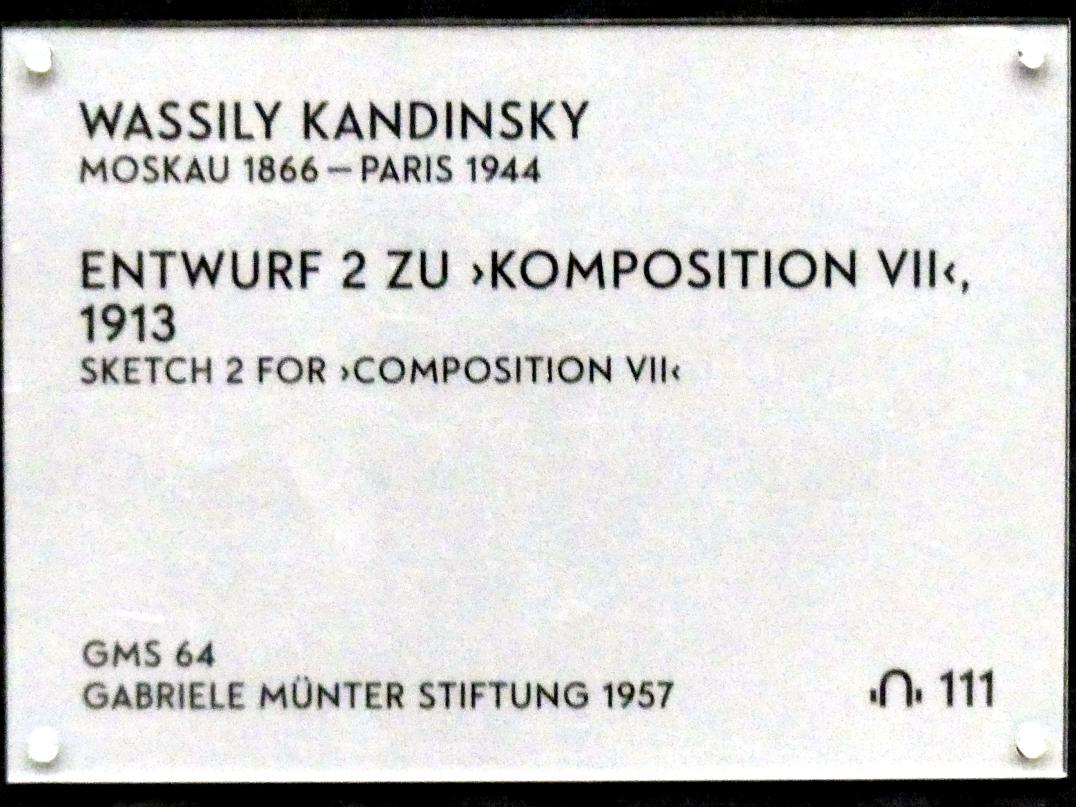 WASSILY KANDINSKY
MOSKAU 1866 – PARIS 1944
ENTWURF 2 ZU ›KOMPOSITION VII‹,
1913
SKETCH 2 FOR ›COMPOSITION VII‹
GMS 64
GABRIELE MÜNTER STIFTUNG 1957
111